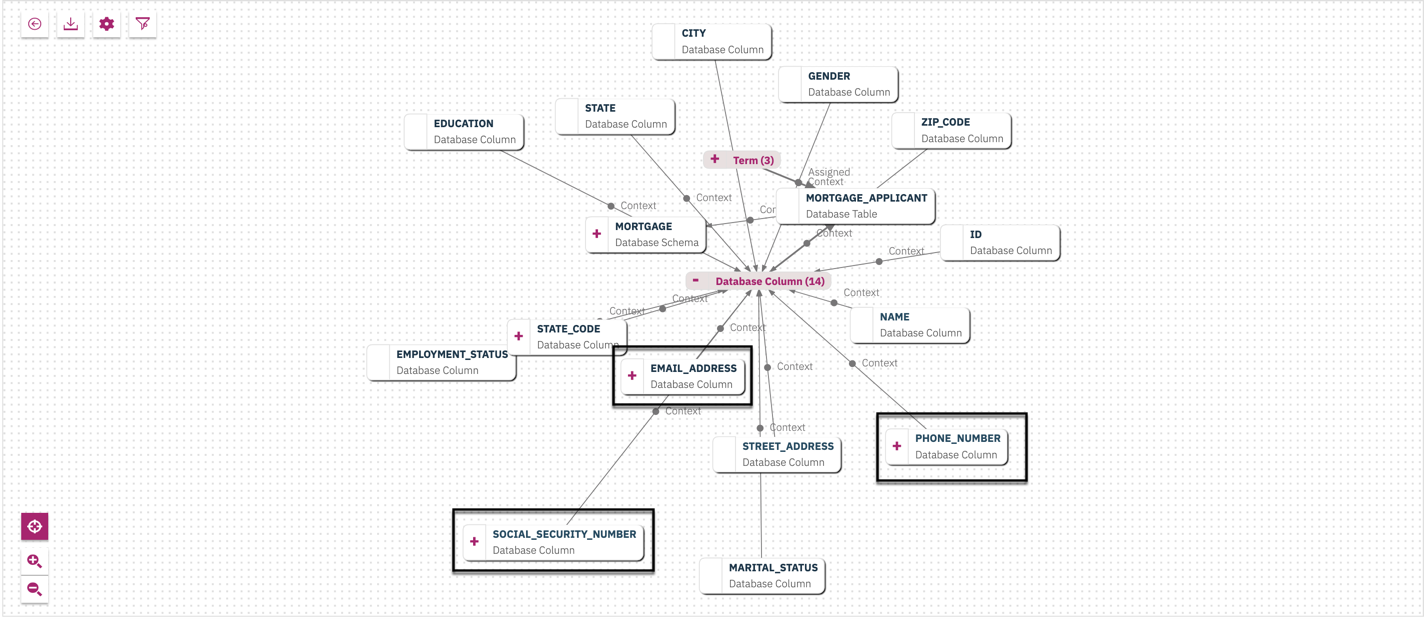 CITY
Database Column
GENDER
Database Column
STATE
Database Column
EDUCATION
Database Column
ZIP_CODE
Database Column
+ Term (3)
Assigned
Context
MORTGAGE_APPLICANT
Database Table
Context
Context
Cor
+ MORTGAGE
Database Schema
Context
ID
Database Column
Context
- Database Column (14)
Context
Context
Context
NAME
Database Column
+ STATE_CODE
Database Column
Context
EMPLOYMENT_STATUS
Database Column
+ EMAIL_ADDRESS
Database Column
Context
Context
Context
Context
STREET_ADDRESS
Database Column
+ PHONE_NUMBER
Database Column
+ SOCIAL_SECURITY_NUMBER
Database Column
MARITAL_STATUS
Database Column